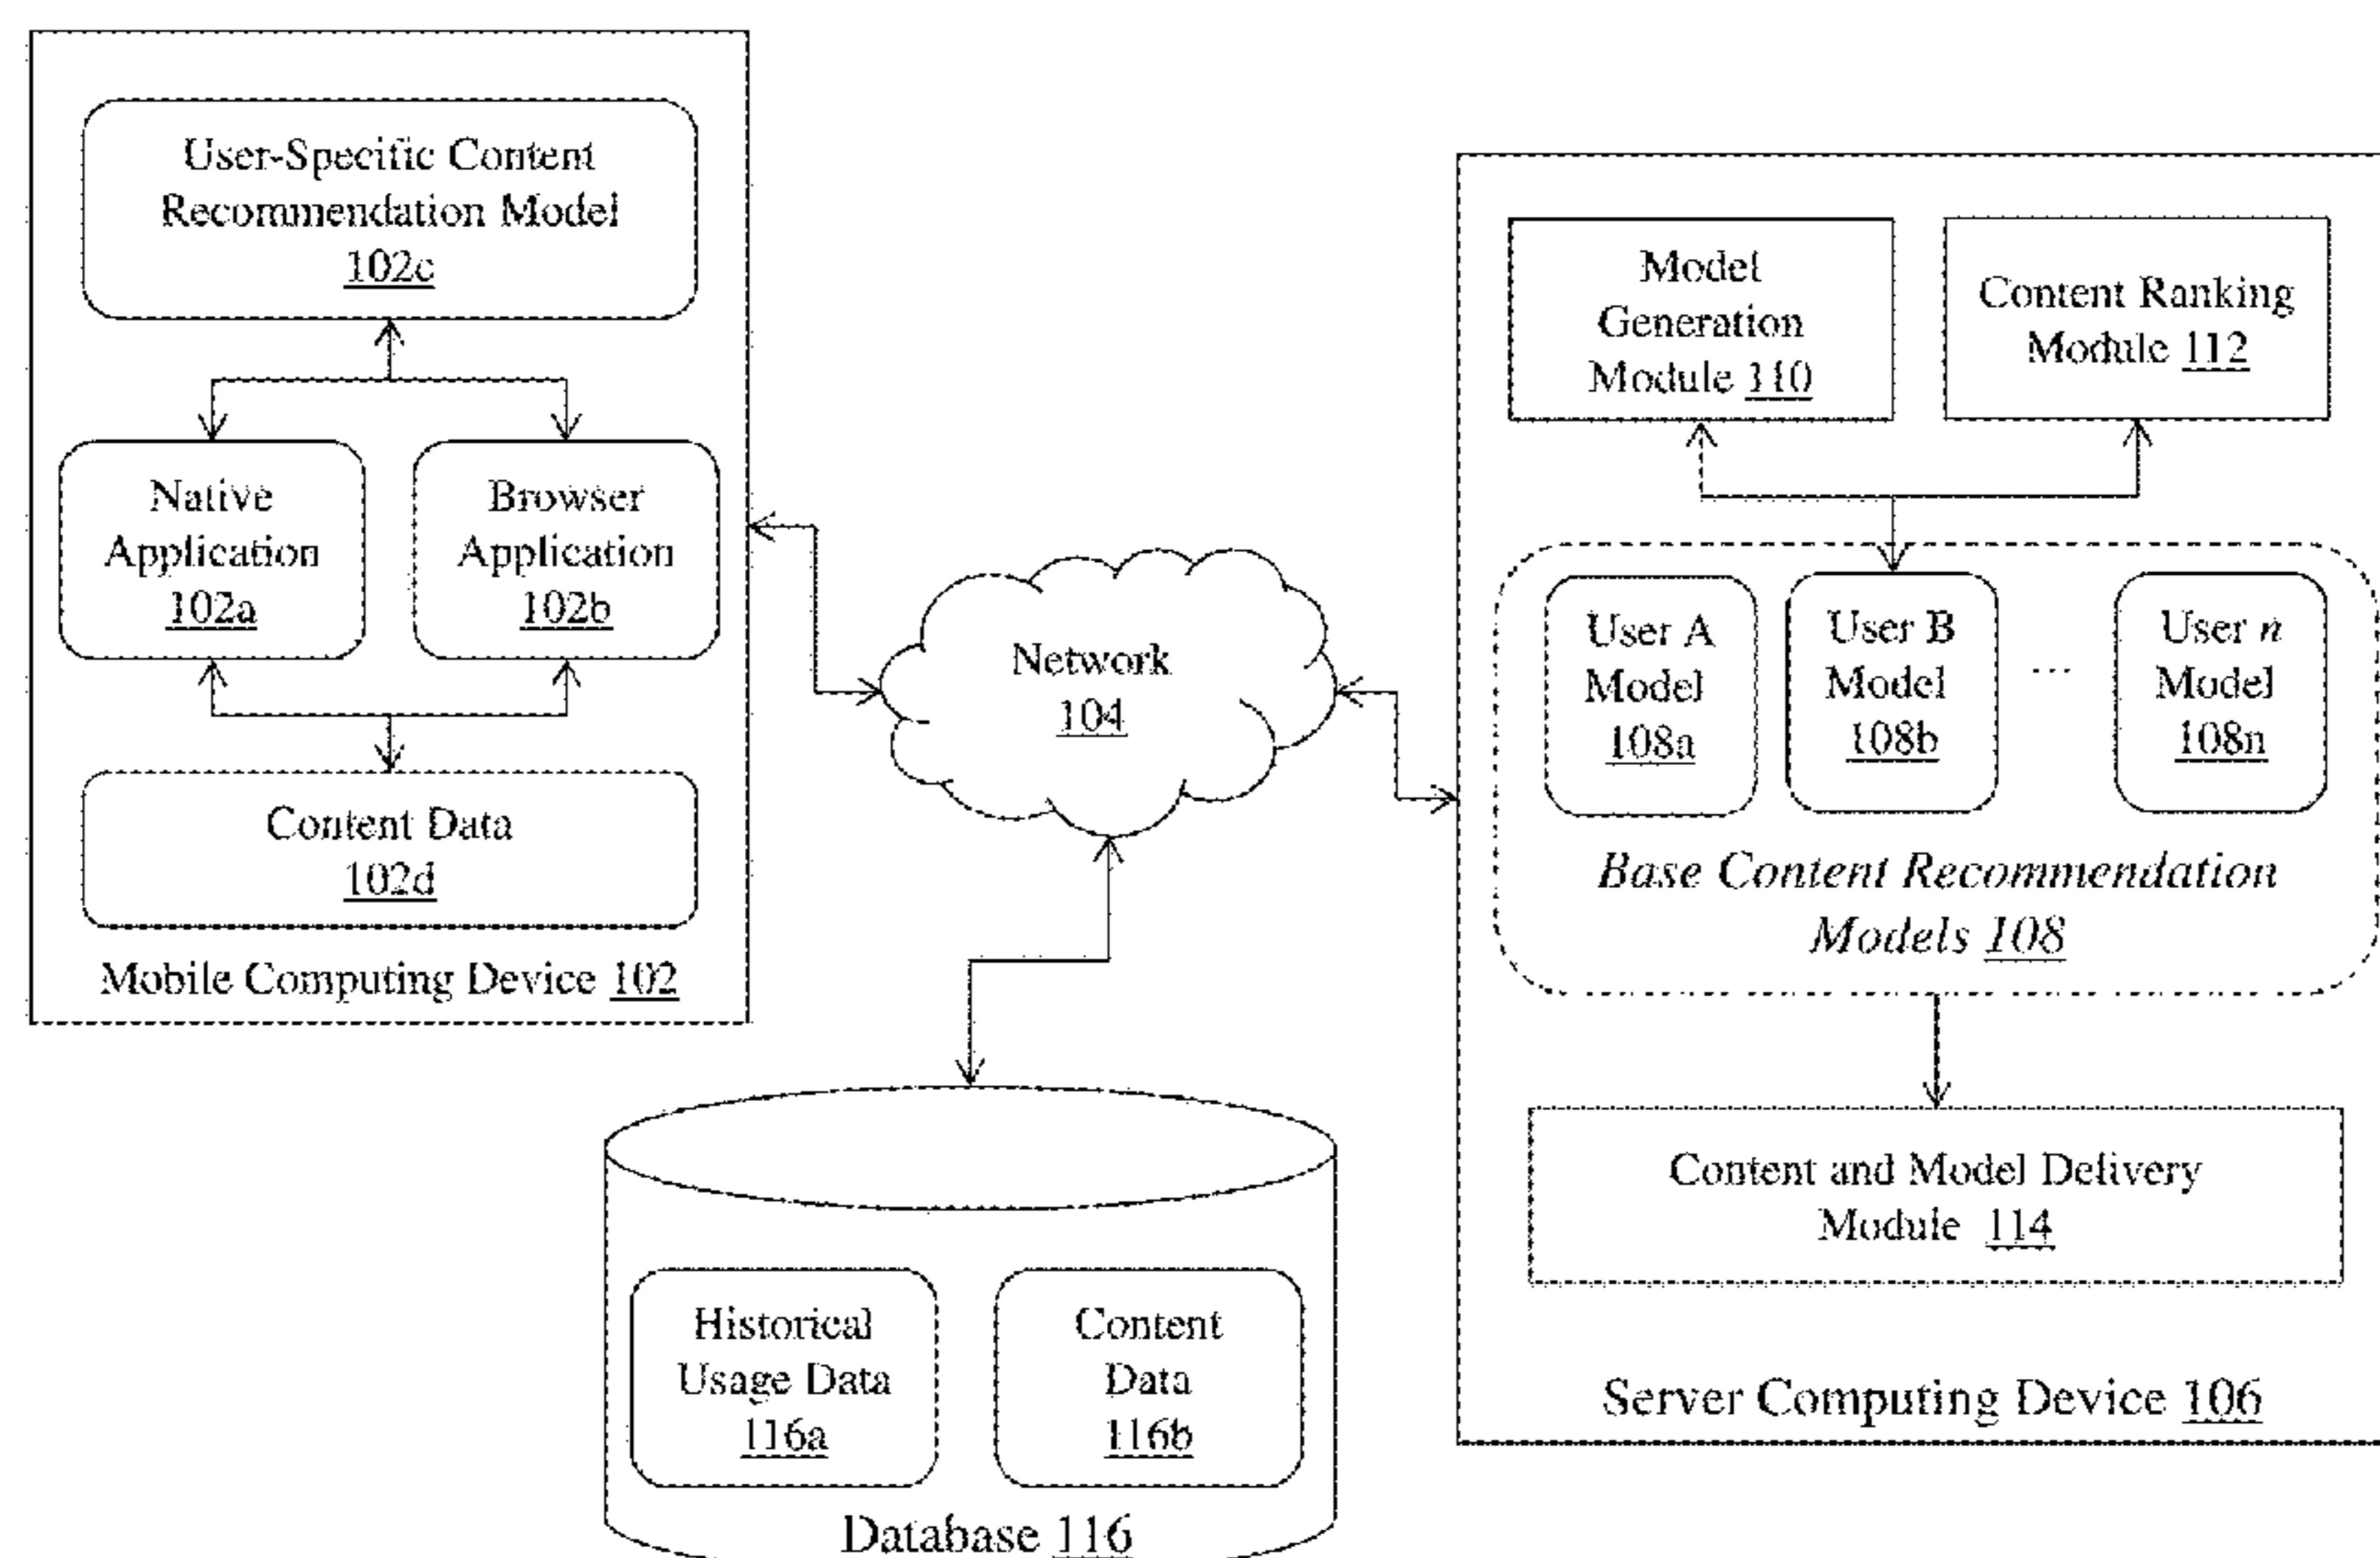 User-Specific Content
Recommendation Model
102c
Native
Application
102a
Browser
Application
102b
Content Data
102d
Mobile Computing Device 102
Network
104
Model
Generation
Module 110
Content Ranking
Module 112
User A
Model
108a
User B
Model
108b
...
User n
Model
108n
Base Content Recommendation
Models 108
Content and Model Delivery
Module 114
Server Computing Device 106
Historical
Usage Data
116a
Content
Data
116b
Database 116